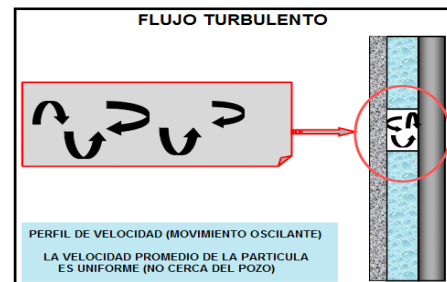 FLUJO TURBULENTO
PERFIL DE VELOCIDAD (MOVIMIENTO OSCILANTE)
LA VELOCIDAD PROMEDIO DE LA PARTICULA
ES UNIFORME (NO CERCA DEL POZO)